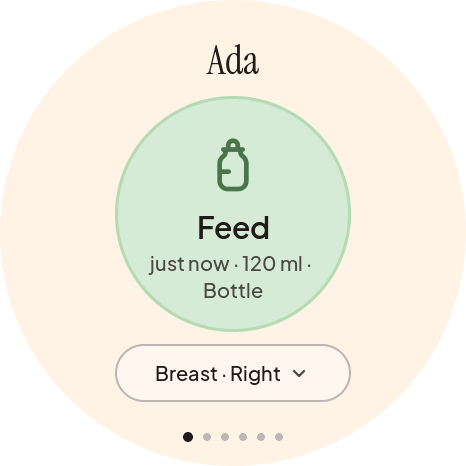 Ada
Feed
just now · 120 ml ·
Bottle
Breast · Right